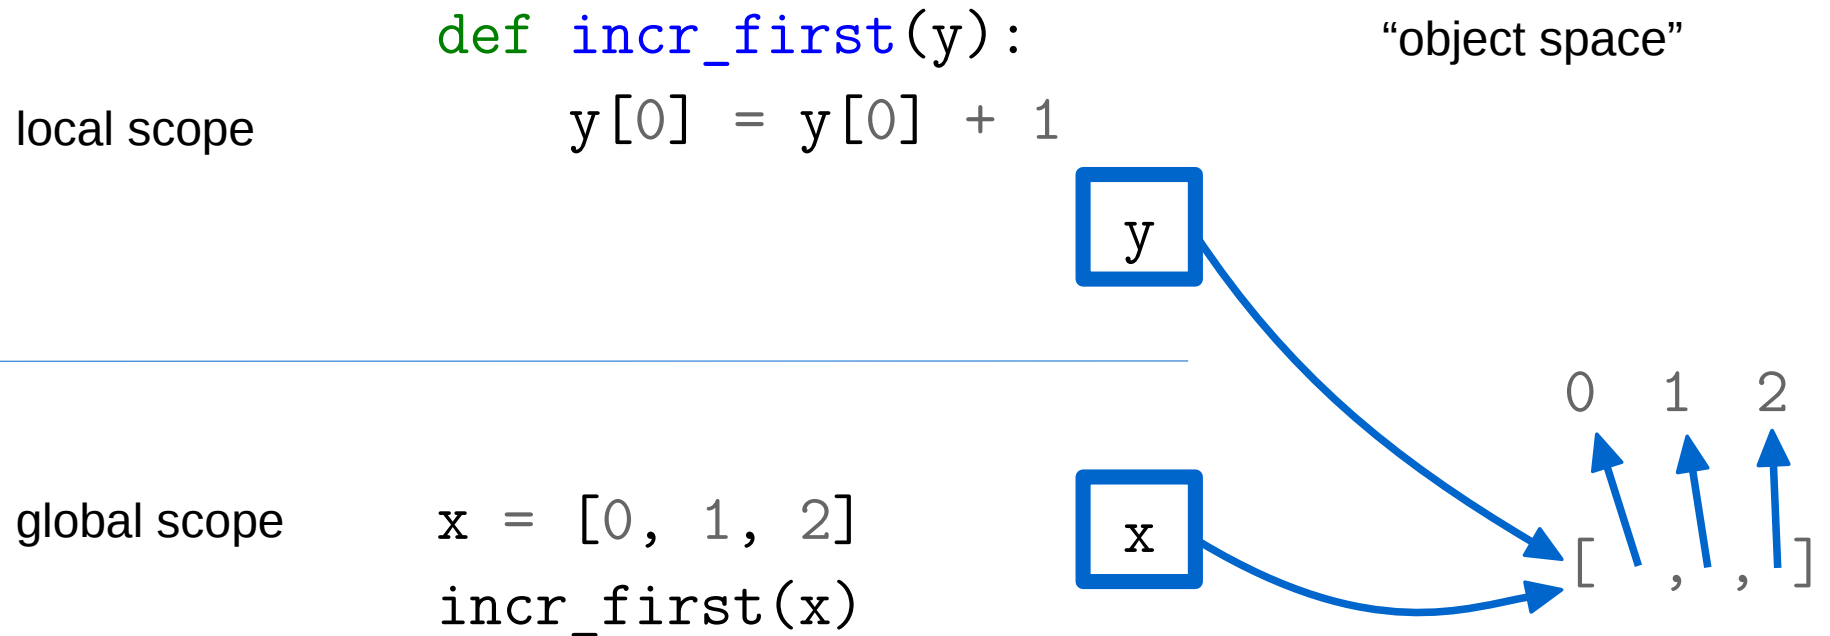 def incr_first(y):
“object space”
local scope
y[0] = y[0] + 1
y
0 1 2
x
[ , , ]
global scope
x = [0, 1, 2]
incr_first(x)